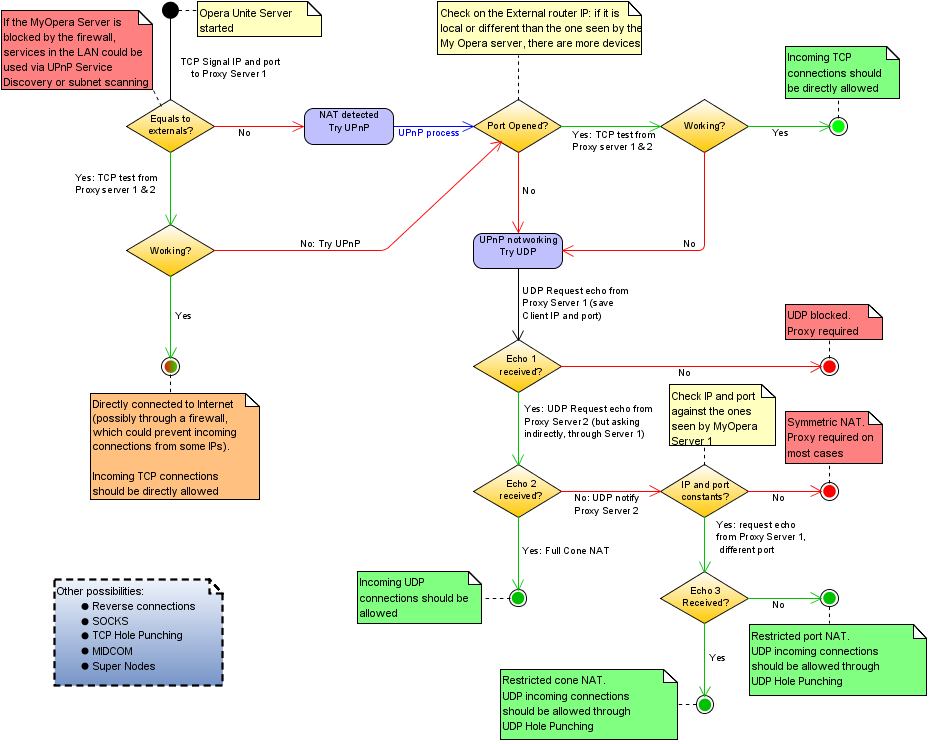 If the MyOpera Server is
blocked by the firewall,
services in the LAN could be
used via UPnP Service
Discovery or subnet scanning
Opera Unite Server
started
Check on the External router IP: if it is
local or different than the one seen by the
My Opera server, there are more devices
TCP Signal IP and port
to Proxy Server 1
Incoming TCP
connections should
be directly allowed
Equals to
externals?
No
NAT detected
Try UPnP
UPnP process
Port Opened?
Yes: TCP test from
Proxy server 1 & 2
Working?
Yes
Yes: TCP test from
Proxy server 1 & 2
No
Working?
No: Try UPnP
UPnP not working
Try UDP
No
Yes
UDP Request echo from
Proxy Server 1 (save
Client IP and port)
UDP blocked.
Proxy required
Echo 1
received?
No
Directly connected to Internet
(possibly through a firewall,
which could prevent incoming
connections from some IPs).
Incoming TCP connections
should be directly allowed
Yes: UDP Request echo from
Proxy Server 2 (but asking
indirectly, through Server 1)
Check IP and port
against the ones
seen by MyOpera
Server 1
Symmetric NAT.
Proxy required on
most cases
Echo 2
received?
No: UDP notify
Proxy Server 2
IP and port
constants?
No
Yes: Full Cone NAT
Yes: request echo
from Proxy Server 1,
different port
Incoming UDP
connections should be
allowed
Echo 3
Received?
No
Other possibilities:
● Reverse connections
● SOCKS
● TCP Hole Punching
● MIDCOM
● Super Nodes
Yes
Restricted port NAT.
UDP incoming connections
should be allowed through
UDP Hole Punching
Restricted cone NAT.
UDP incoming connections
should be allowed through
UDP Hole Punching